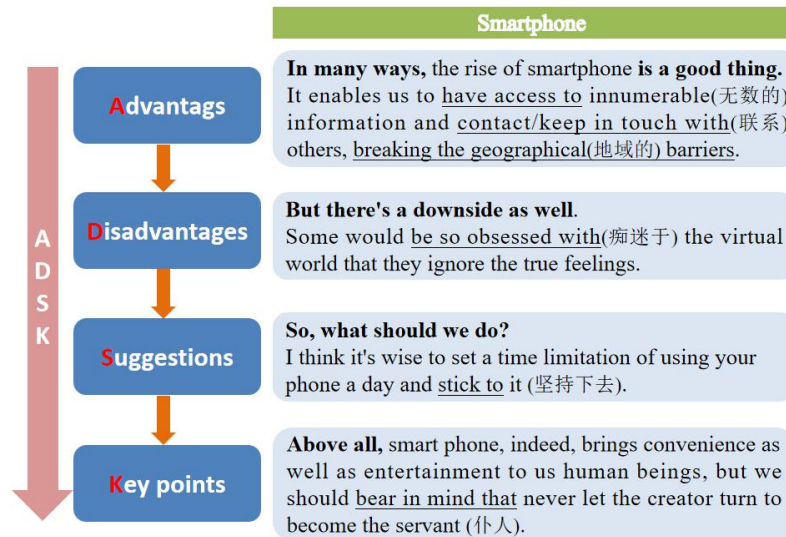 Smartphone
A
D
S
K
Advantags
In many ways, the rise of smartphone is a good thing.
It enables us to have access to innumerable(无数的)
information and contact/keep in touch with(联系)
others, breaking the geographical(地域的) barriers.
Disadvantages
But there's a downside as well.
Some would be so obsessed with(痴迷于) the virtual
world that they ignore the true feelings.
Suggestions
So, what should we do?
I think it's wise to set a time limitation of using your
phone a day and stick to it (坚持下去).
Key points
Above all, smart phone, indeed, brings convenience as
well as entertainment to us human beings, but we
should bear in mind that never let the creator turn to
become the servant (仆人).